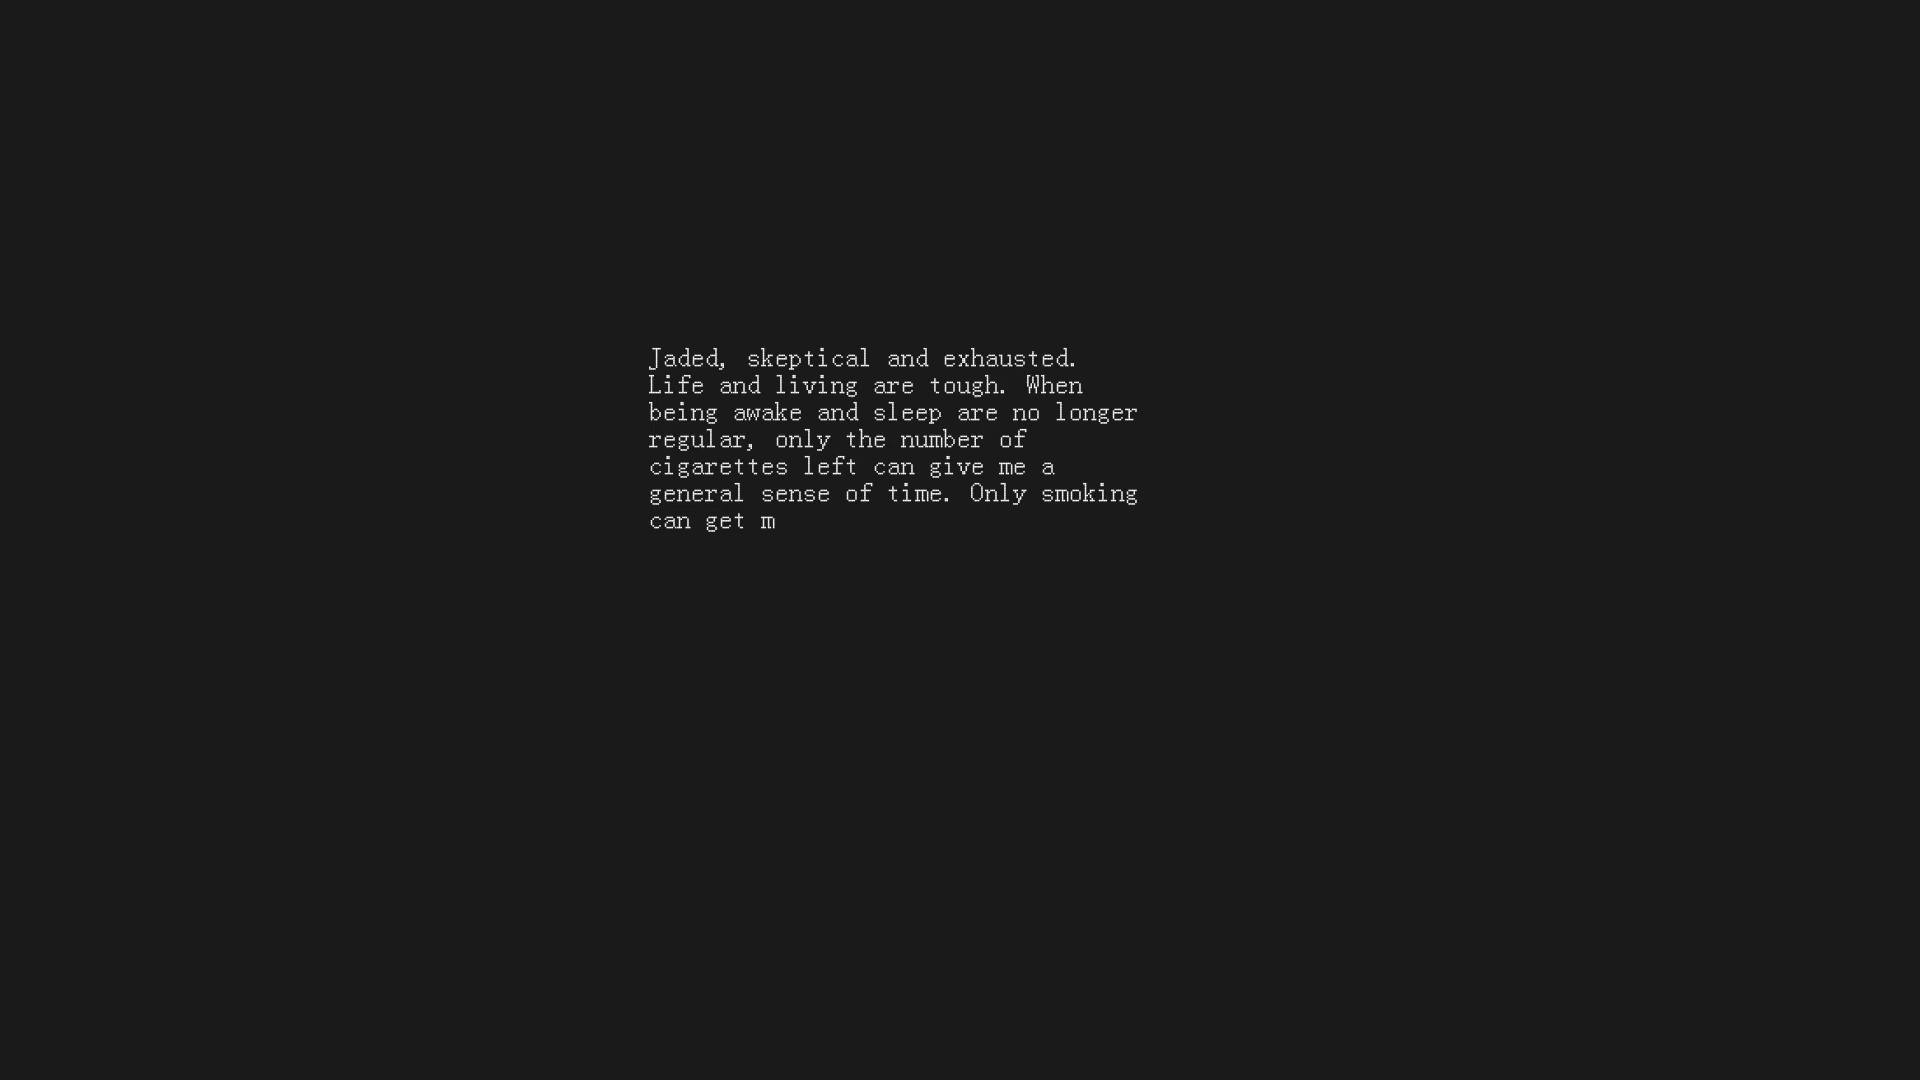 Jaded, skeptical and exhausted.
Life and living are tough. When
being awake and sleep are no longer
regular, only the number of
cigarettes left can give me a
general sense of time. Only smoking
can get m